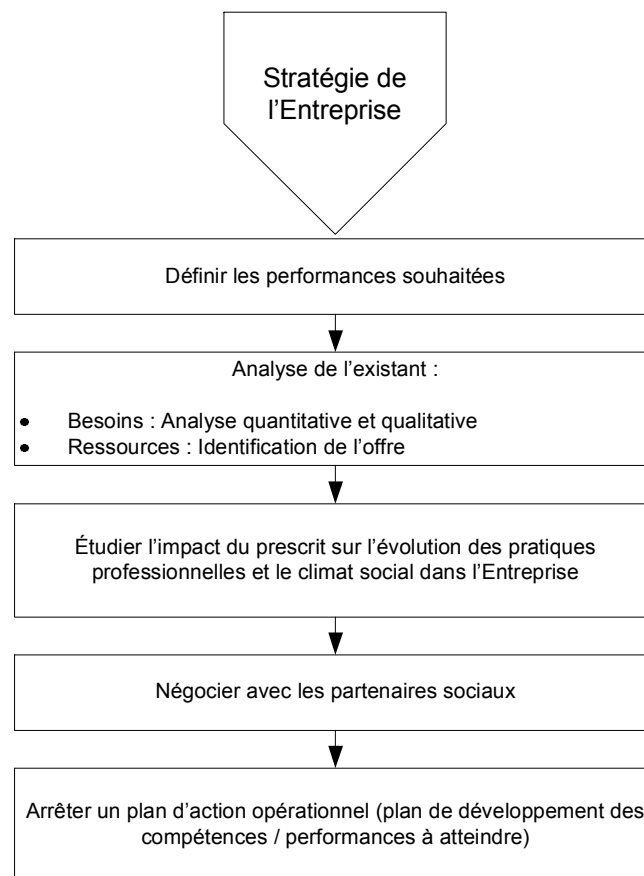 Stratégie de
l’Entreprise
Définir les performances souhaitées
Analyse de l’existant :
• Besoins : Analyse quantitative et qualitative
• Ressources : Identification de l’offre
Étudier l’impact du prescrit sur l’évolution des pratiques
professionnelles et le climat social dans l’Entreprise
Négocier avec les partenaires sociaux
Arrêter un plan d’action opérationnel (plan de développement des
compétences / performances à atteindre)